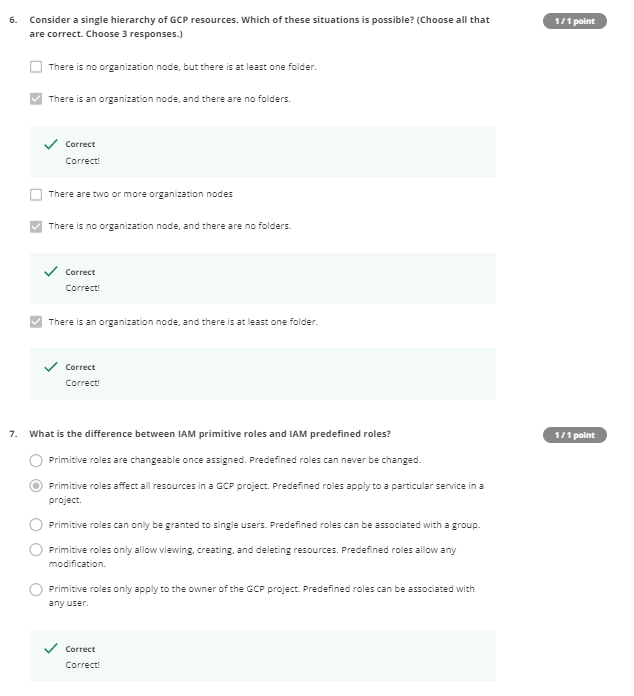 6. Consider a single hierarchy of GCP resources. Which of these situations is possible? (Choose all that
are correct. Choose 3 responses.)
1 / 1 point
There is no organization node, but there is at least one folder.
There is an organization node, and there are no folders.
Correct
Correct!
There are two or more organization nodes
There is no organization node, and there are no folders.
Correct
Correct!
There is an organization node, and there is at least one folder.
Correct
Correct!
7. What is the difference between IAM primitive roles and IAM predefined roles?
1 / 1 point
Primitive roles are changeable once assigned. Predefined roles can never be changed.
Primitive roles affect all resources in a GCP project. Predefined roles apply to a particular service in a
project.
Primitive roles can only be granted to single users. Predefined roles can be associated with a group.
Primitive roles only allow viewing, creating, and deleting resources. Predefined roles allow any
modification.
Primitive roles only apply to the owner of the GCP project. Predefined roles can be associated with
any user.
Correct
Correct!